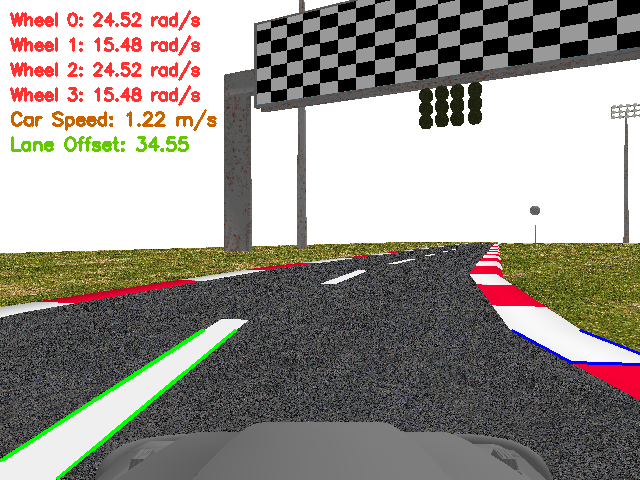 Wheel 0: 24.52 rad/s
Wheel 1: 15.48 rad/s
Wheel 2: 24.52 rad/s
Wheel 3: 15.48 rad/s
Car Speed: 1.22 m/s
Lane Offset: 34.55